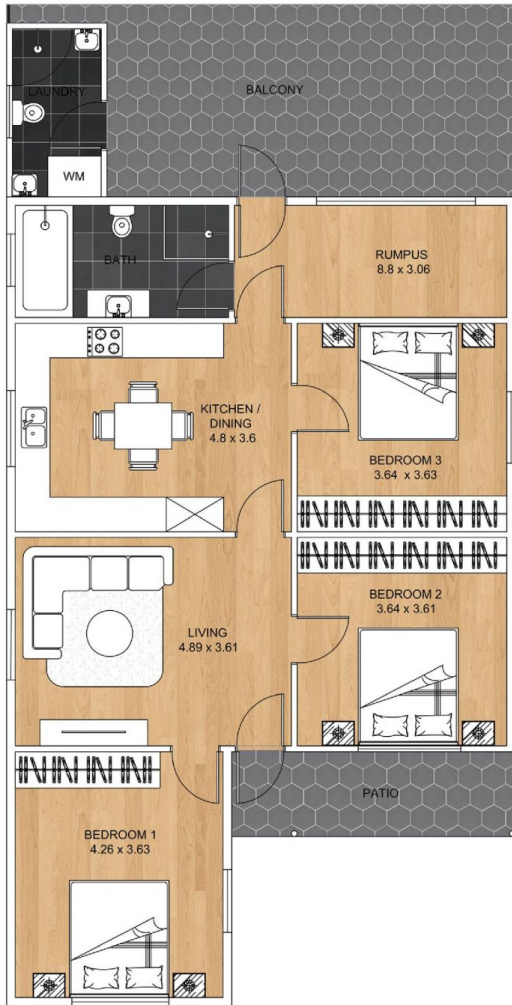 LAUNDRY
BALCONY
WM
BATH
RUMPUS
8.8 x 3.06
KITCHEN /
DINING
4.8 x 3.6
BEDROOM 3
3.64 x 3.63
BEDROOM 2
3.64 x 3.61
LIVING
4.89 x 3.61
PATIO
BEDROOM 1
4.26 x 3.63